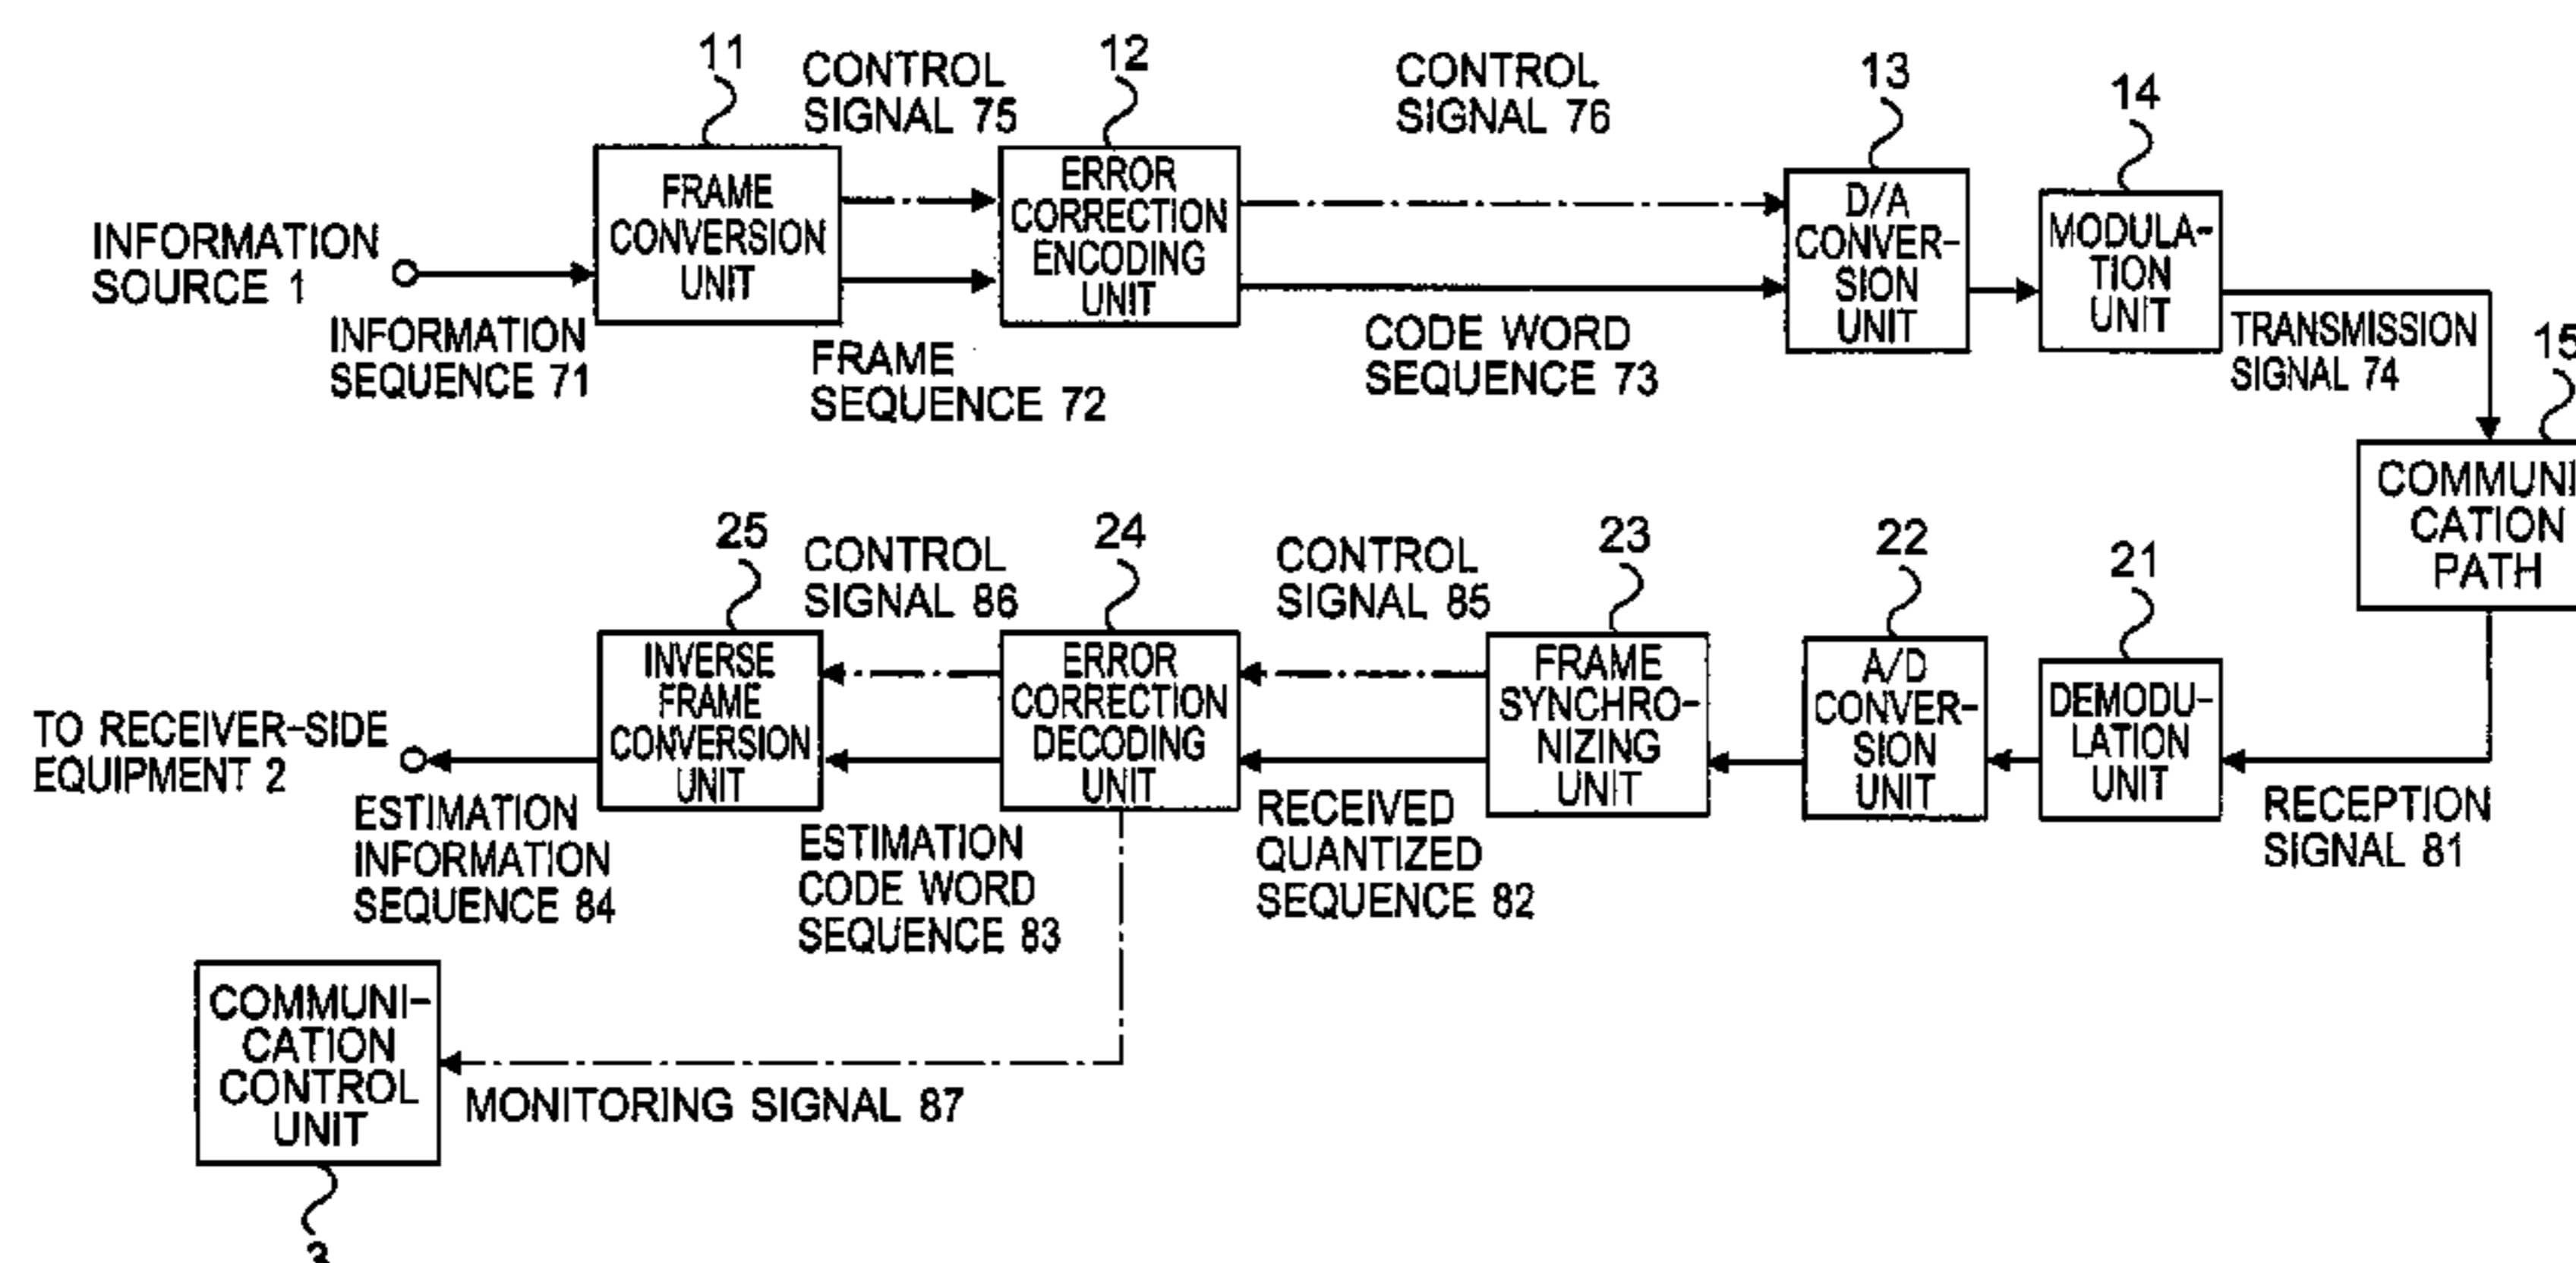 11
CONTROL
SIGNAL 75
12
CONTROL
SIGNAL 76
13
14
INFORMATION
SOURCE 1
FRAME
CONVERSION
UNIT
ERROR
CORRECTION
ENCODING
UNIT
D/A
CONVER-
SION
UNIT
MODULA-
TION
UNIT
INFORMATION
SEQUENCE 71
FRAME
SEQUENCE 72
CODE WORD
SEQUENCE 73
TRANSMISSION
SIGNAL 74
15
COMMUNI
CATION
PATH
25
CONTROL
SIGNAL 86
24
CONTROL
SIGNAL 85
23
22
21
TO RECEIVER-SIDE
EQUIPMENT 2
INVERSE
FRAME
CONVERSION
UNIT
ERROR
CORRECTION
DECODING
UNIT
FRAME
SYNCHRO-
NIZING
UNIT
A/D
CONVER-
SION
UNIT
DEMODU-
LATION
UNIT
ESTIMATION
INFORMATION
SEQUENCE 84
ESTIMATION
CODE WORD
SEQUENCE 83
RECEIVED
QUANTIZED
SEQUENCE 82
RECEPTION
SIGNAL 81
COMMUNI-
CATION
CONTROL
UNIT
MONITORING SIGNAL 87
3